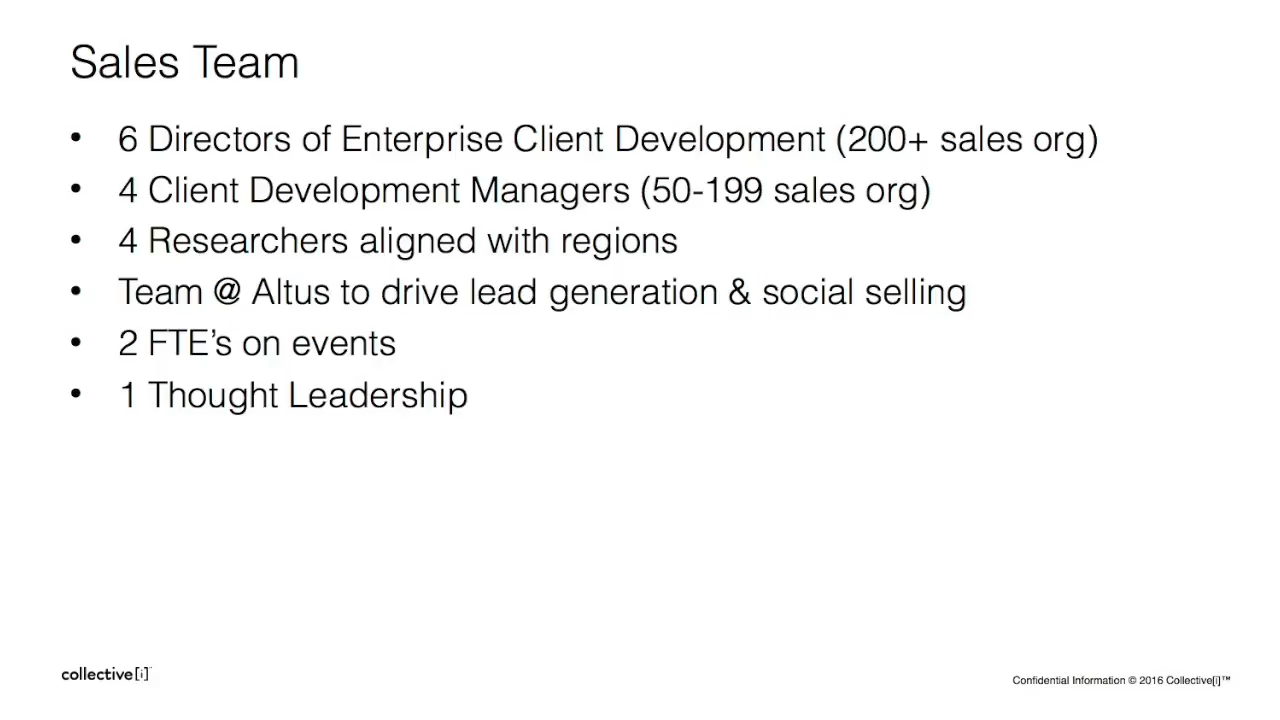 Sales Team
• 6 Directors of Enterprise Client Development (200+ sales org)
• 4 Client Development Managers (50-199 sales org)
• 4 Researchers aligned with regions
• Team @ Altus to drive lead generation & social selling
• 2 FTE’s on events
• 1 Thought Leadership
collective[i]™
Confidential Information © 2016 Collective[i]™